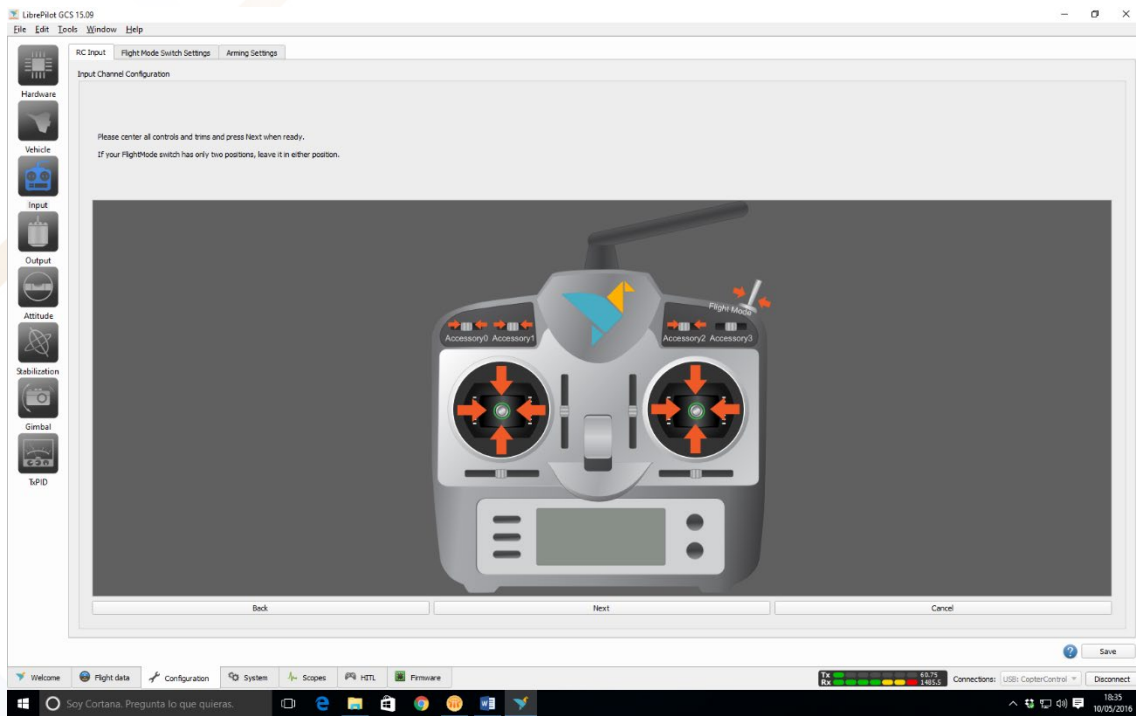 LibrePilot GCS 15.09
File Edit Tools Window Help
RC Input Flight Mode Switch Settings Arming Settings
Input Channel Configuration
Hardware
Please center all controls and trims and press Next when ready.
If your FlightMode switch has only two positions, leave it in either position.
Vehicle
Input
Output
Attitude
Stabilization
Gimbal
TxPID
Flight Mode
Accessory0 Accessory1 Accessory2 Accessory3
Back Next Cancel
Save
Welcome Flight data Configuration System Scopes HITL Firmware
Tx 60.75
Rx 1485.5
Connections: USB: CopterControl Disconnect
Soy Cortana. Pregunta lo que quieras.
18:35
10/05/2016